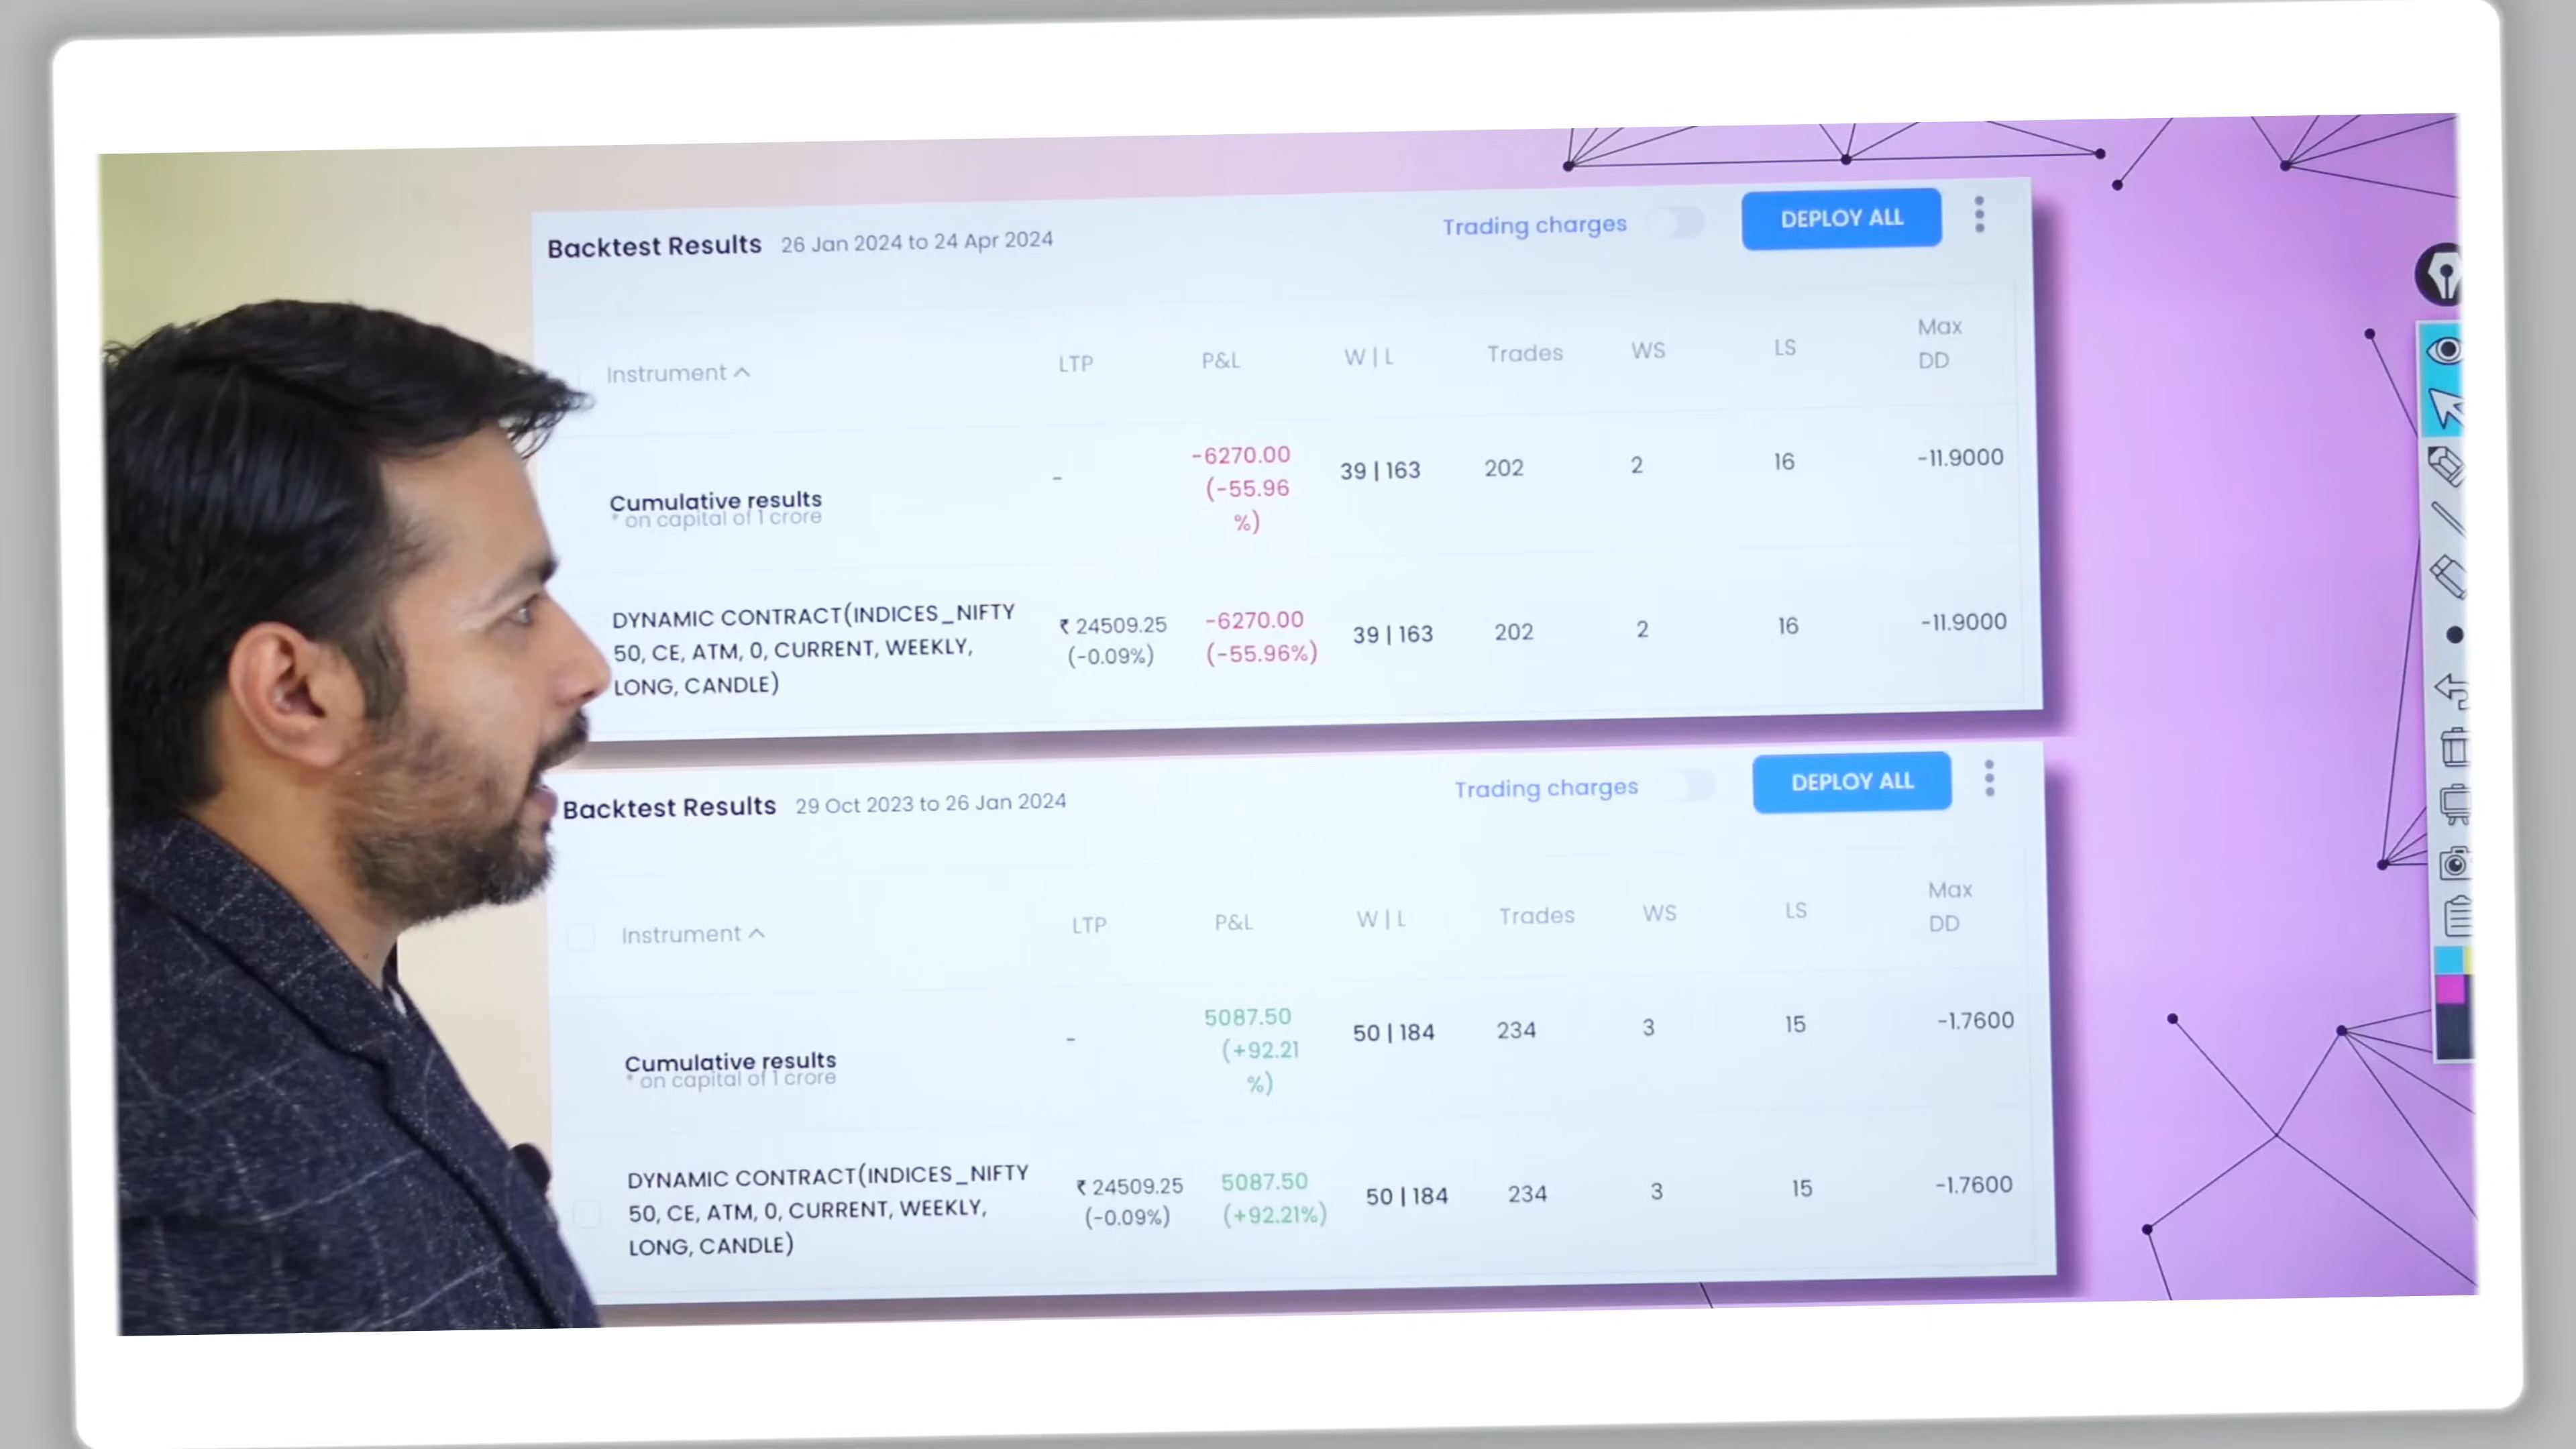 Backtest Results 26 Jan 2024 to 24 Apr 2024 Trading charges DEPLOY ALL
Instrument LTP P&L W | L Trades WS LS Max DD
Cumulative results - -6270.00 39 | 163 202 2 16 -11.9000
* on capital of 1 crore (-55.96
%)
DYNAMIC CONTRACT(INDICES_NIFTY ₹ 24509.25 -6270.00 39 | 163 202 2 16 -11.9000
50, CE, ATM, 0, CURRENT, WEEKLY, (-0.09%) (-55.96%)
LONG, CANDLE)
Backtest Results 29 Oct 2023 to 26 Jan 2024 Trading charges DEPLOY ALL
Instrument LTP P&L W | L Trades WS LS Max DD
Cumulative results - 5087.50 50 | 184 234 3 15 -1.7600
* on capital of 1 crore (+92.21
%)
DYNAMIC CONTRACT(INDICES_NIFTY ₹ 24509.25 5087.50 50 | 184 234 3 15 -1.7600
50, CE, ATM, 0, CURRENT, WEEKLY, (-0.09%) (+92.21%)
LONG, CANDLE)